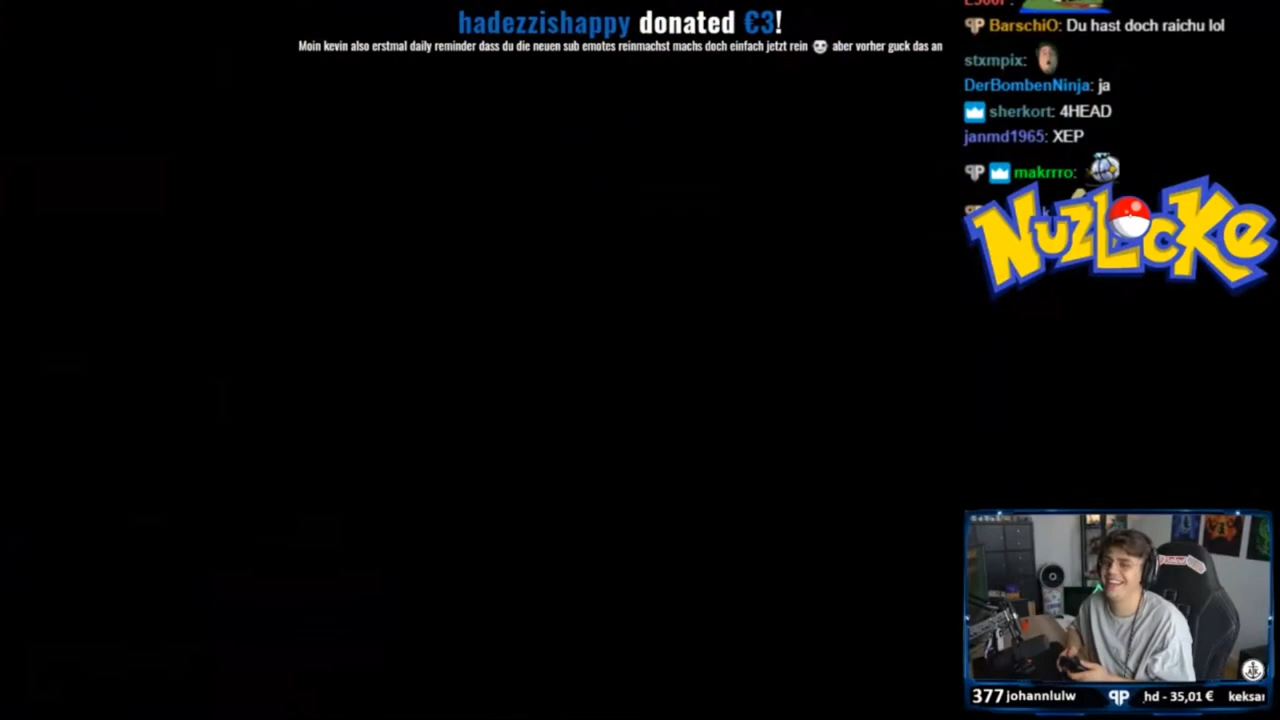 hadezzishappy donated €3!
Moin kevin also erstmal daily reminder dass du die neuen sub emotes reinmachst machs doch einfach jetzt rein aber vorher guck das an
BarschiO: Du hast doch raichu lol
stxmpix:
DerBombenNinja: ja
sherkort: 4HEAD
janmd1965: XEP
makrrro:
NUZLOCKE
377 johannlulw
hd - 35,01 €